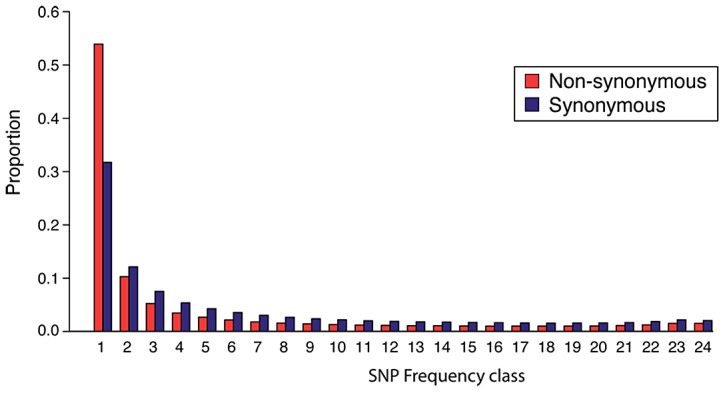 0.6
0.5
0.4
0.3
0.2
0.1
0.0
Proportion
Non-synonymous
Synonymous
1 2 3 4 5 6 7 8 9 10 11 12 13 14 15 16 17 18 19 20 21 22 23 24
SNP Frequency class